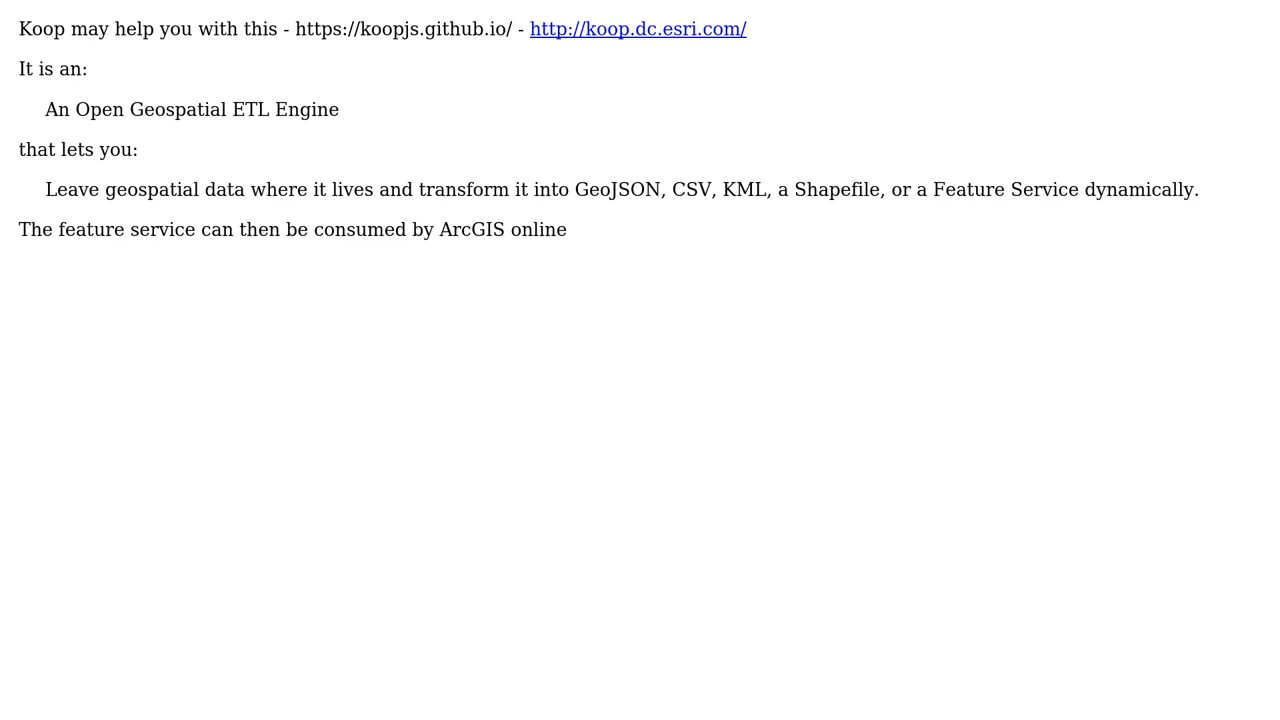 Koop may help you with this - https://koopjs.github.io/ - http://koop.dc.esri.com/
It is an:
An Open Geospatial ETL Engine
that lets you:
Leave geospatial data where it lives and transform it into GeoJSON, CSV, KML, a Shapefile, or a Feature Service dynamically.
The feature service can then be consumed by ArcGIS online